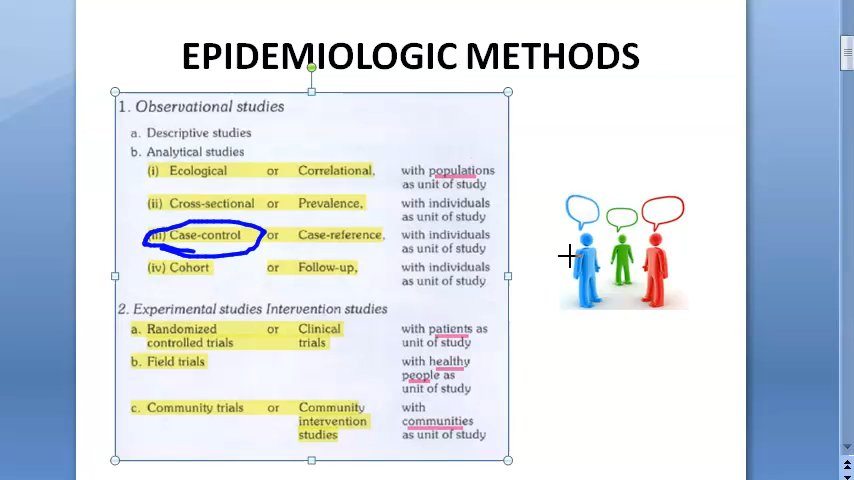 EPIDEMIOLOGIC METHODS
1. Observational studies
a. Descriptive studies
b. Analytical studies
(i) Ecological or Correlational, with populations
as unit of study
(ii) Cross-sectional or Prevalence, with individuals
as unit of study
(iii) Case-control or Case-reference, with individuals
as unit of study
(iv) Cohort or Follow-up, with individuals
as unit of study
2. Experimental studies Intervention studies
a. Randomized or Clinical with patients as
controlled trials trials unit of study
b. Field trials with healthy
people as
unit of study
c. Community trials or Community with
intervention communities
studies as unit of study